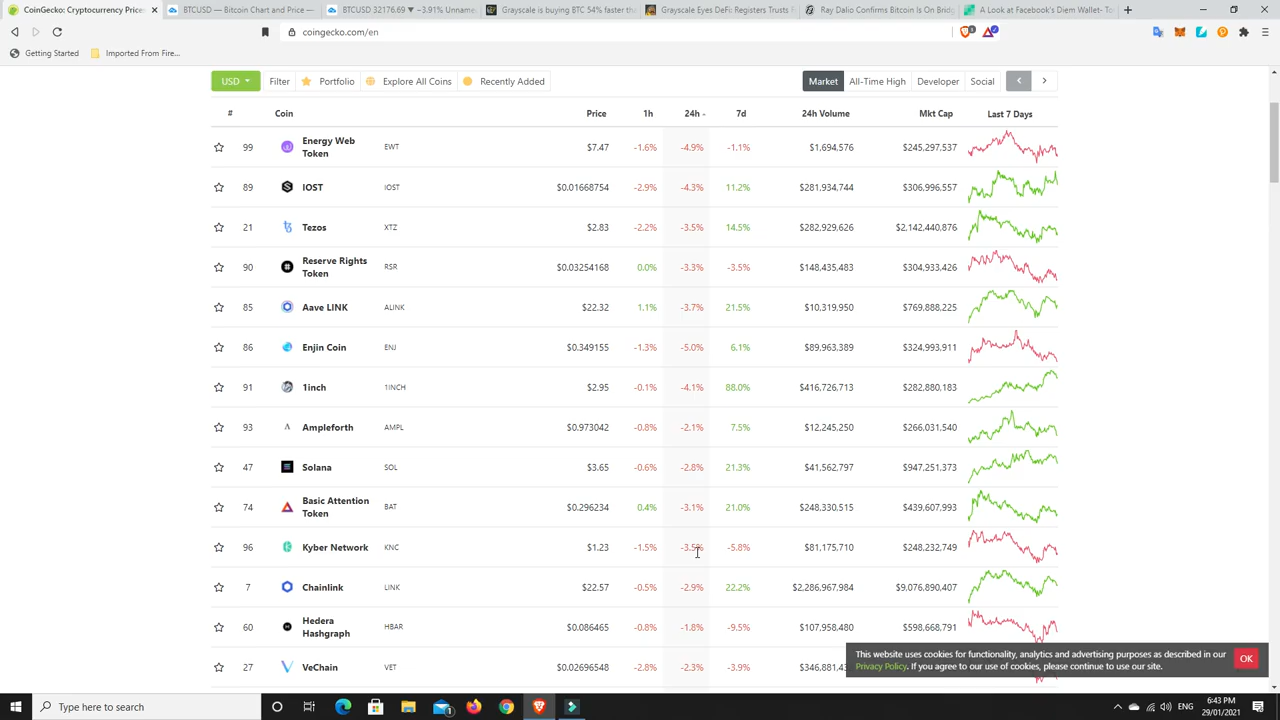 CoinGecko: Cryptocurrency Price
BTCUSD — Bitcoin Chart and Price —
BTCUSD 32176.69 ▼ +3.91% Unname
Grayscale is buying BTC 54% faster tha
Grayscale Eyes DeFi Registers Trusts F
Ray Dalio Confirms Bitcoin Is On Bridg
A Look at Facebook's Diem Wallet- To
coingecko.com/en
Getting Started
Imported From Fire...
USD
Filter
Portfolio
Explore All Coins
Recently Added
Market
All-Time High
Developer
Social
# Coin Price 1h 24h 7d 24h Volume Mkt Cap Last 7 Days
99 Energy Web Token EWT $7.47 -1.6% -4.9% -1.1% $1,694,576 $245,297,537
89 IOST IOST $0.01668754 -2.9% -4.3% 11.2% $281,934,744 $306,996,557
21 Tezos XTZ $2.83 -2.2% -3.5% 14.5% $282,929,626 $2,142,440,876
90 Reserve Rights Token RSR $0.03254168 0.0% -3.3% -3.5% $148,435,483 $304,933,426
85 Aave LINK ALINK $22.32 1.1% -3.7% 21.5% $10,319,950 $769,888,225
86 Enjin Coin ENJ $0.349155 -1.3% -5.0% 6.1% $89,963,389 $324,993,911
91 1inch 1INCH $2.95 -0.1% -4.1% 88.0% $416,726,713 $282,880,183
93 Ampleforth AMPL $0.973042 -0.8% -2.1% 7.5% $12,245,250 $266,031,540
47 Solana SOL $3.65 -0.6% -2.8% 21.3% $41,562,797 $947,251,373
74 Basic Attention Token BAT $0.296234 0.4% -3.1% 21.0% $248,330,515 $439,607,993
96 Kyber Network KNC $1.23 -1.5% -3.5% -5.8% $81,175,710 $248,232,749
7 Chainlink LINK $22.57 -0.5% -2.9% 22.2% $2,286,967,984 $9,076,890,407
60 Hedera Hashgraph HBAR $0.086465 -0.8% -1.8% -9.5% $107,958,480 $598,668,791
27 VeChain VET $0.02696548 -2.8% -2.3% -3.9% $346,881,4
This website uses cookies for functionality, analytics and advertising purposes as described in our
Privacy Policy. If you agree to our use of cookies, please continue to use our site.
OK
Type here to search
ENG
6:43 PM
29/01/2021